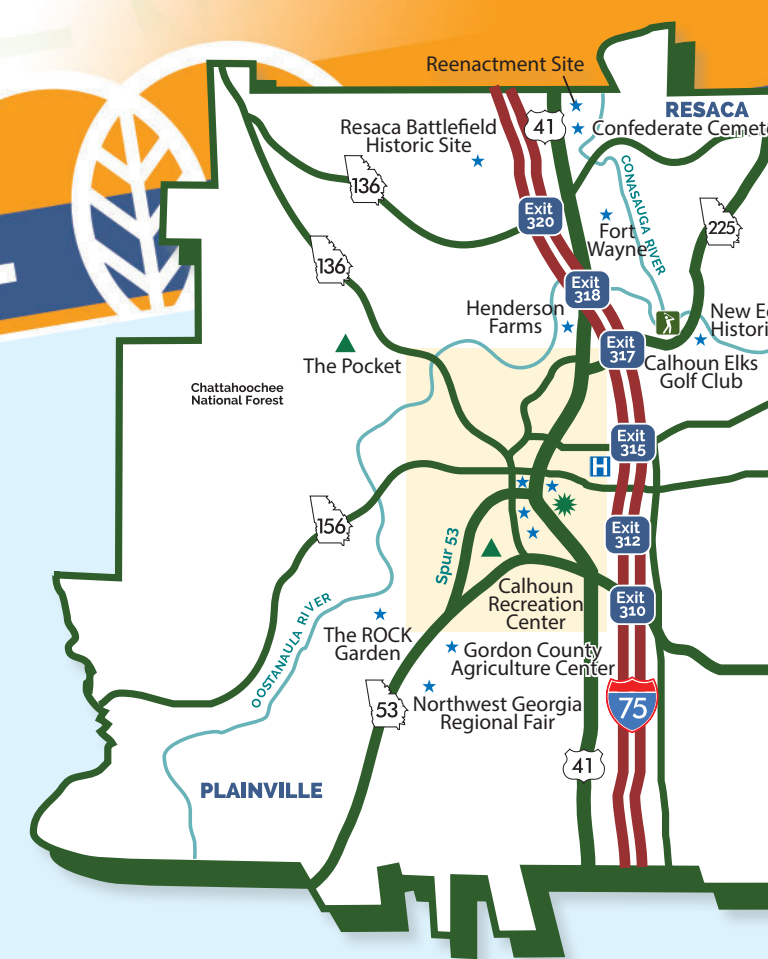 Reenactment Site
RESACA
41
Confederate
Resaca Battlefield
Historic Site
136
CONASAUGA RIVER
225
Exit
320
Fort
Wayne
136
Exit
318
Henderson
Farms
New
Exit
317
The Pocket
Calhoun Elks
Golf Club
Chattahoochee
National Forest
Exit
315
H
156
Exit
312
Spur 53
Calhoun
Recreation
Center
Exit
310
OOSTANAULA RIVER
The ROCK
Garden
Gordon County
Agriculture Center
53
Northwest Georgia
Regional Fair
75
41
PLAINVILLE